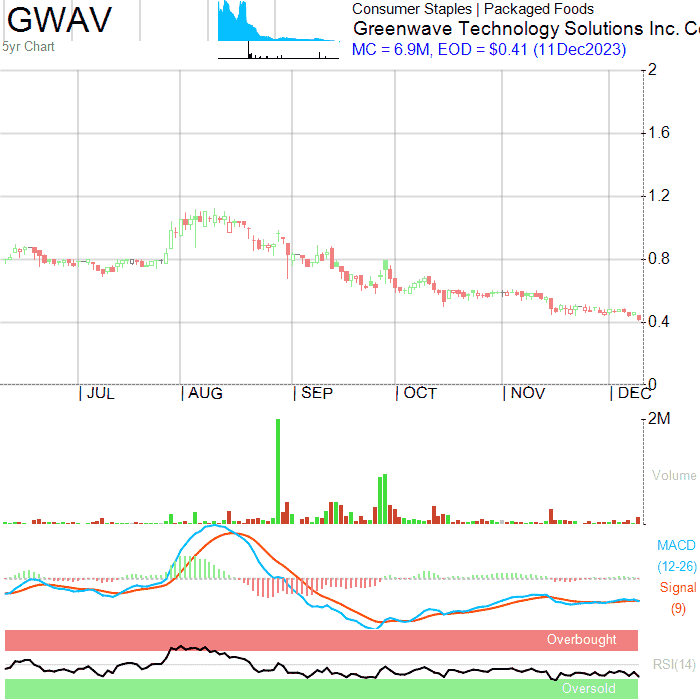 GWAV
5yr Chart
Consumer Staples | Packaged Foods
Greenwave Technology Solutions Inc. Co
MC = 6.9M, EOD = $0.41 (11Dec2023)
2
1.6
1.2
0.8
0.4
0
| JUL | AUG | SEP | OCT | NOV | DEC
2M
Volume
MACD
(12-26)
Signal
(9)
Overbought
RSI(14)
Oversold